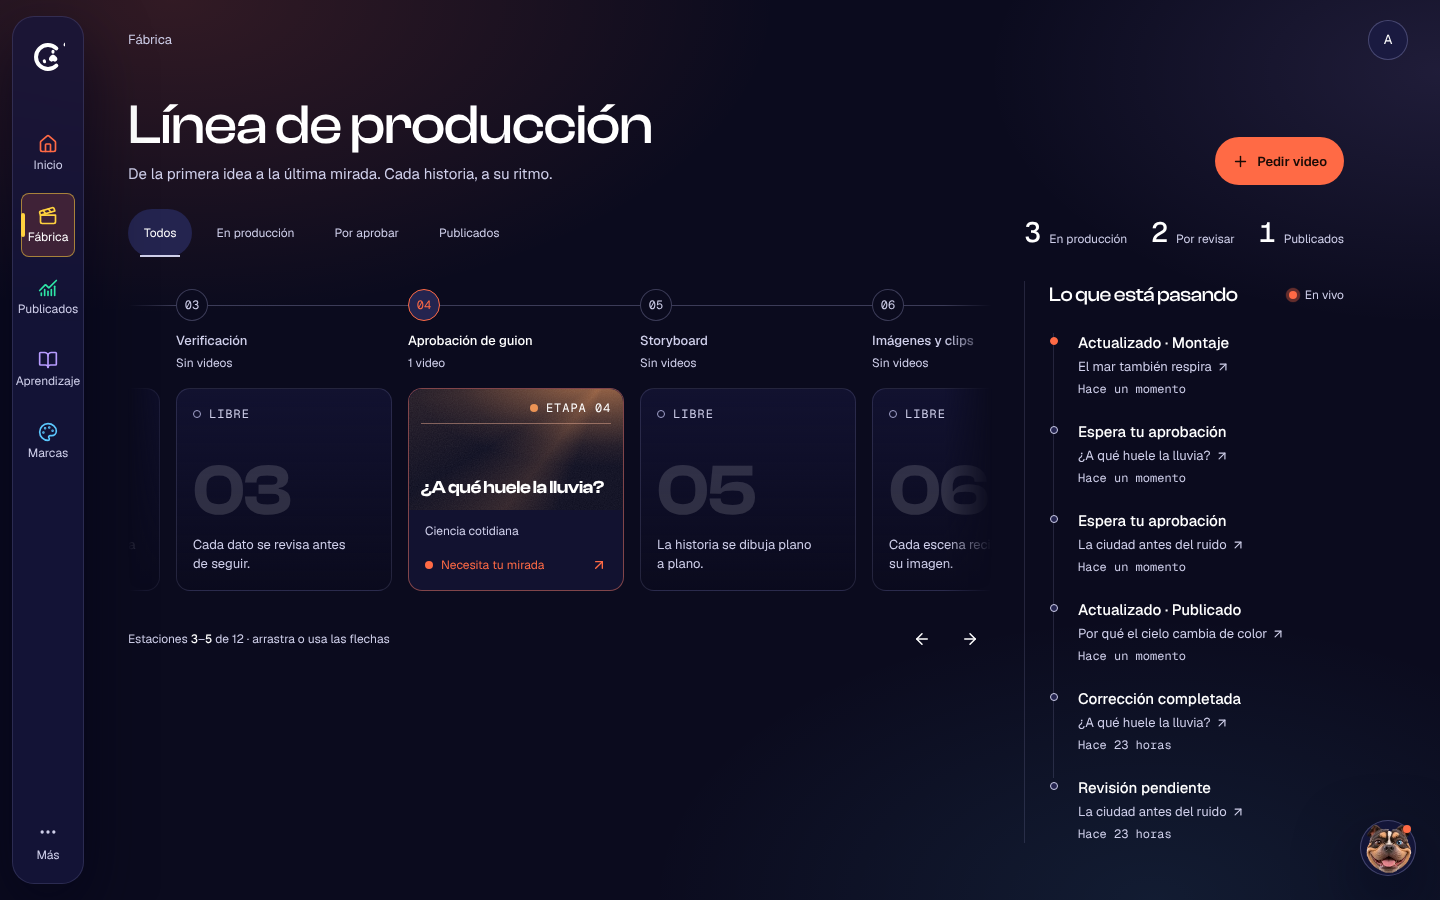 Fábrica
A
Inicio
Fábrica
Publicados
Aprendizaje
Marcas
Más
Línea de producción
De la primera idea a la última mirada. Cada historia, a su ritmo.
+ Pedir video
Todos
En producción
Por aprobar
Publicados
3 En producción
2 Por revisar
1 Publicados
03
Verificación
Sin videos
LIBRE
03
Cada dato se revisa antes
de seguir.
04
Aprobación de guion
1 video
ETAPA 04
¿A qué huele la lluvia?
Ciencia cotidiana
Necesita tu mirada
05
Storyboard
Sin videos
LIBRE
05
La historia se dibuja plano
a plano.
06
Imágenes y clips
Sin videos
LIBRE
06
Cada escena
su imagen.
Estaciones 3–5 de 12 · arrastra o usa las flechas
Lo que está pasando
En vivo
Actualizado · Montaje
El mar también respira
Hace un momento
Espera tu aprobación
¿A qué huele la lluvia?
Hace un momento
Espera tu aprobación
La ciudad antes del ruido
Hace un momento
Actualizado · Publicado
Por qué el cielo cambia de color
Hace un momento
Corrección completada
¿A qué huele la lluvia?
Hace 23 horas
Revisión pendiente
La ciudad antes del ruido
Hace 23 horas